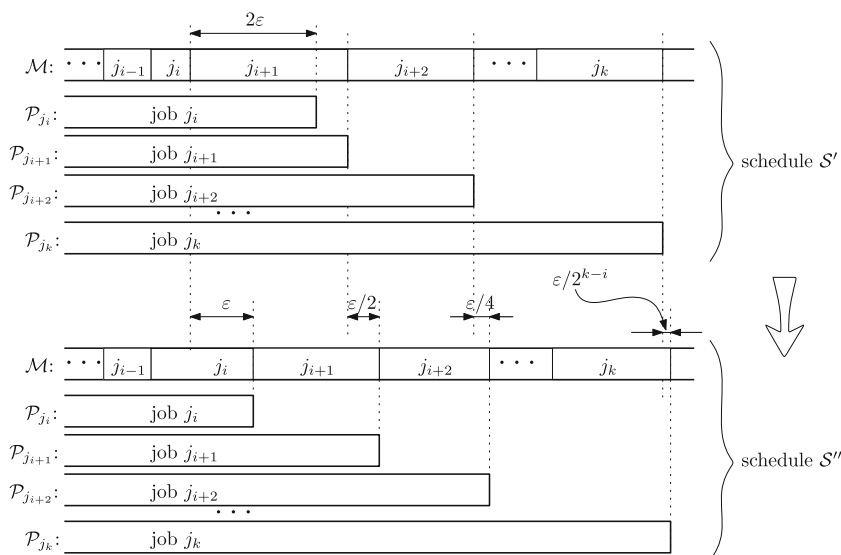 2ε
ℳ: ··· j_{i−1} j_i j_{i+1} j_{i+2} ··· j_k
𝒫_{j_i}: job j_i
𝒫_{j_{i+1}}: job j_{i+1}
𝒫_{j_{i+2}}: job j_{i+2}
···
𝒫_{j_k}: job j_k
schedule 𝒮′
ε ε/2 ε/4 ε/2^{k−i}
ℳ: ··· j_{i−1} j_i j_{i+1} j_{i+2} ··· j_k
𝒫_{j_i}: job j_i
𝒫_{j_{i+1}}: job j_{i+1}
𝒫_{j_{i+2}}: job j_{i+2}
···
𝒫_{j_k}: job j_k
schedule 𝒮′′